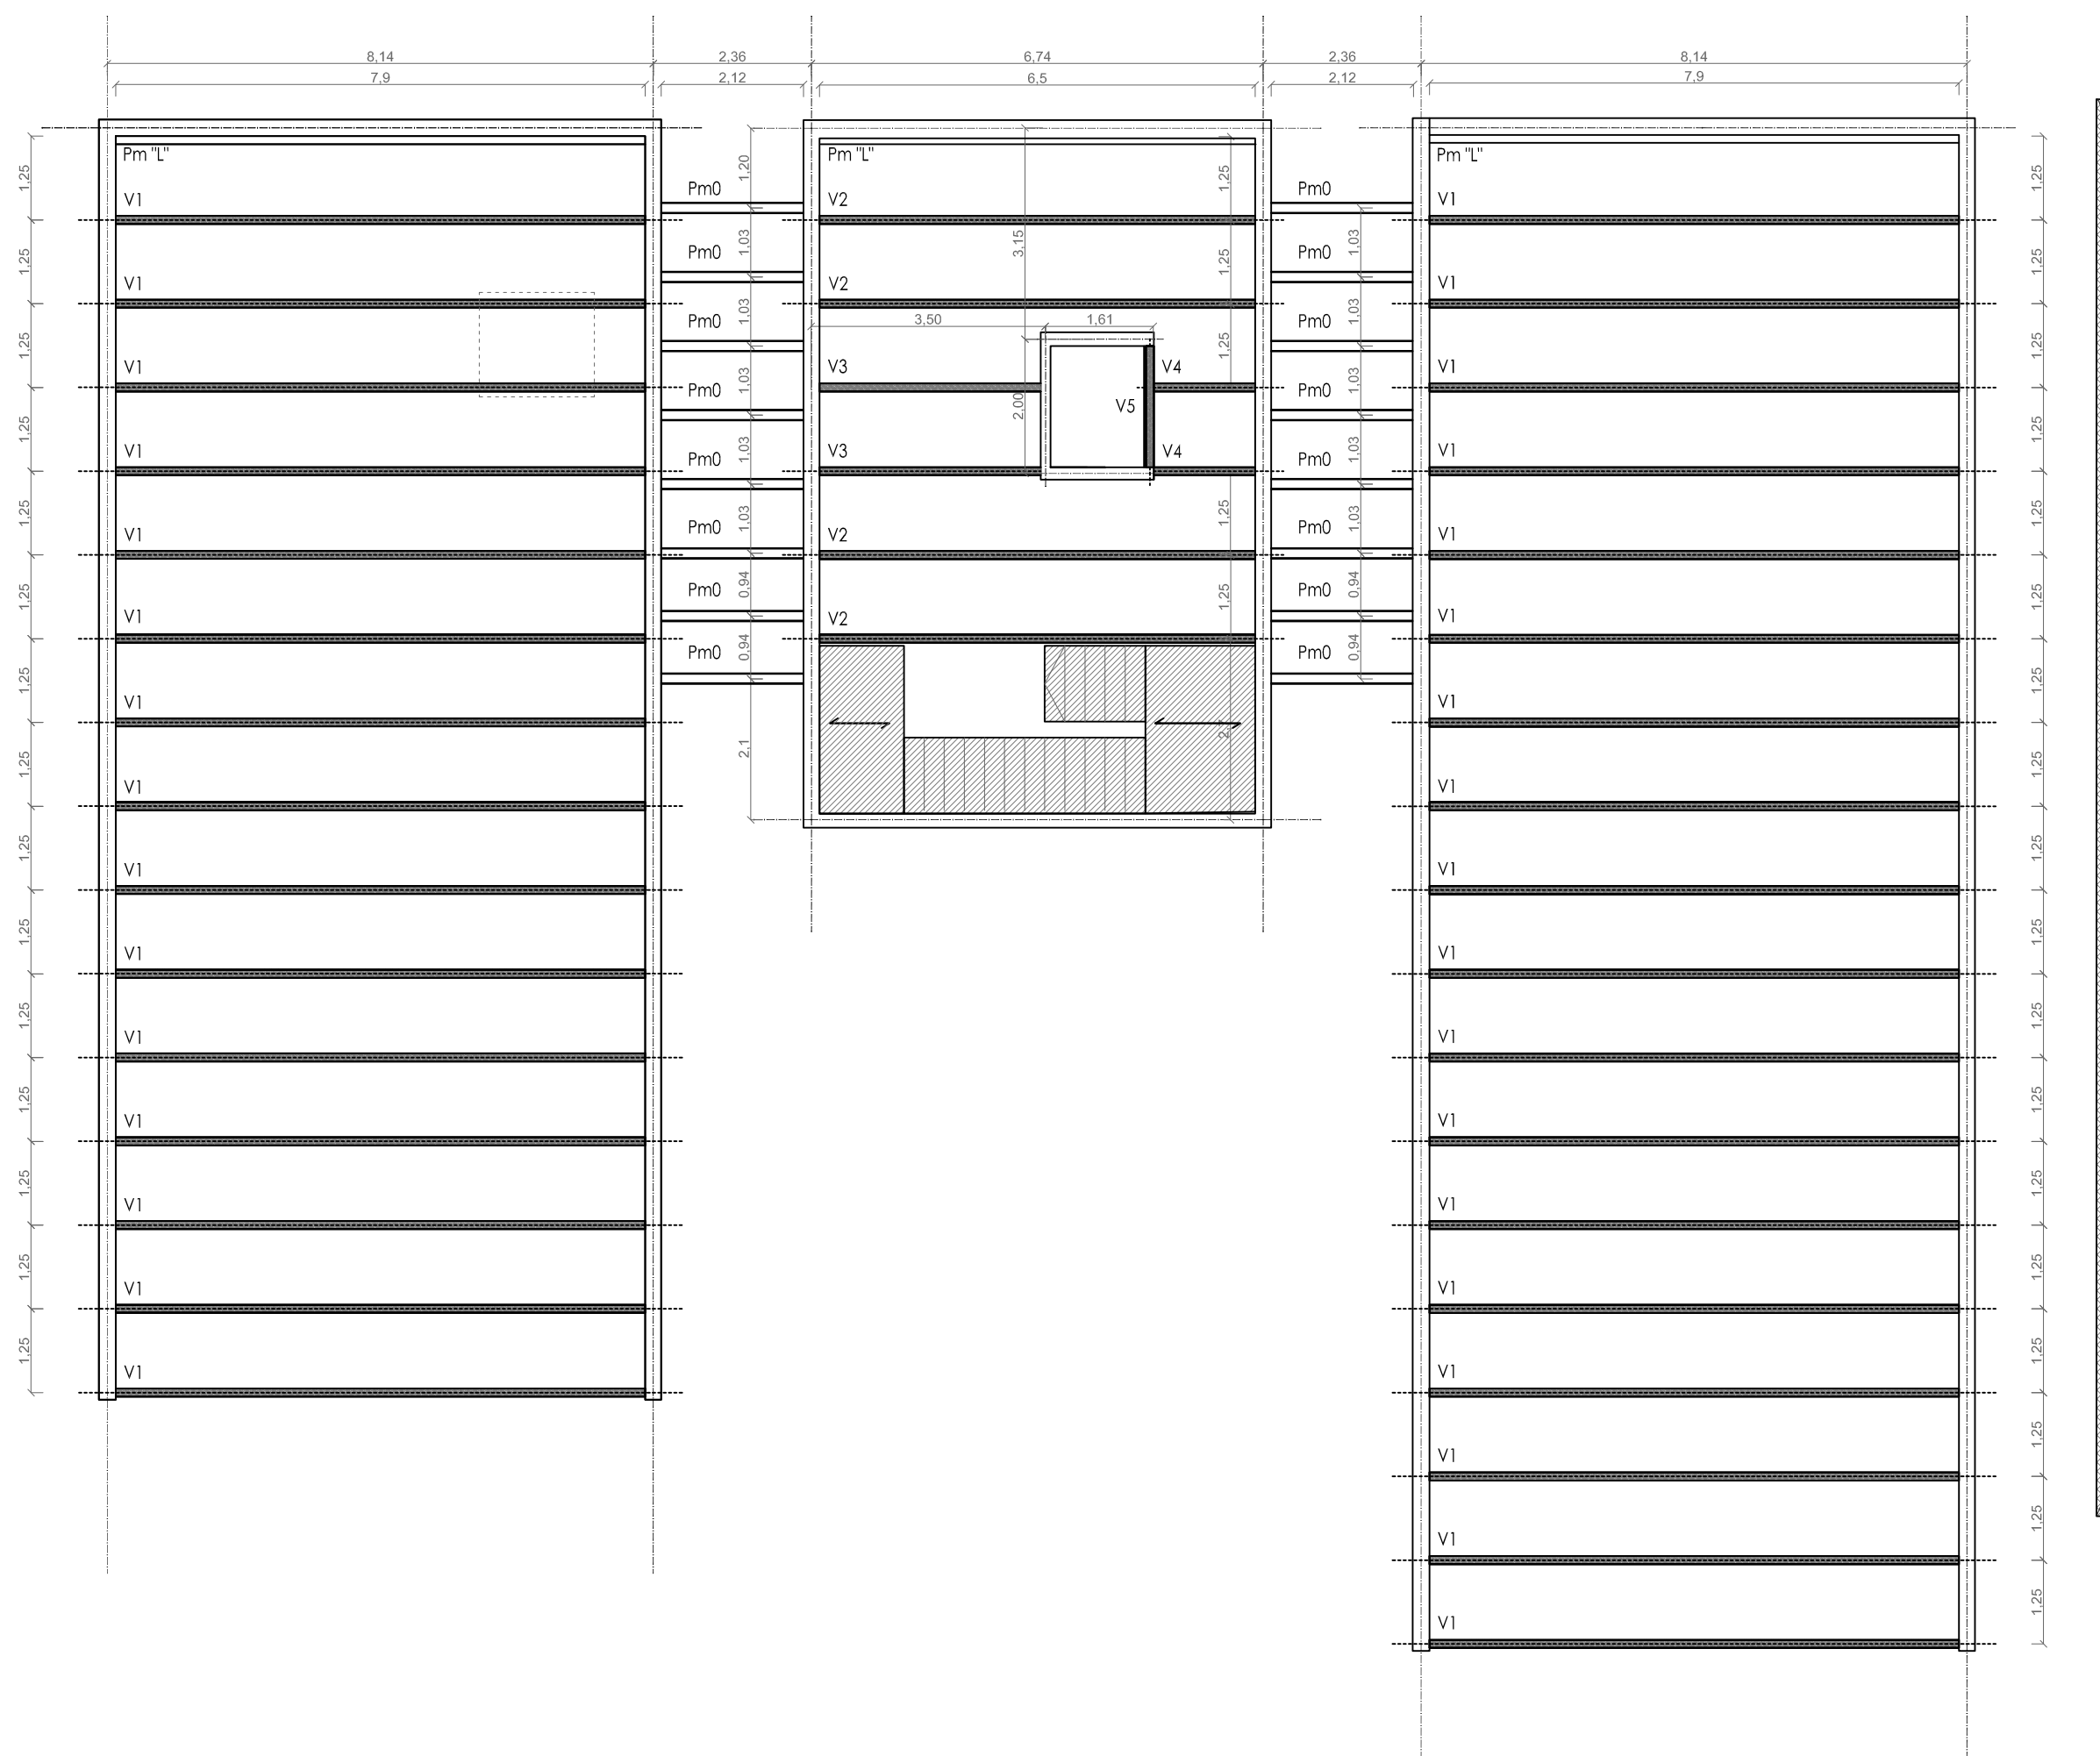 8,14 2,36 6,74 2,36 8,14
7,9 2,12 6,5 2,12 7,9
Pm "L" Pm "L" Pm "L"
1,25 1,20 1,25 1,25
V1 Pm0 V2 Pm0 V1
1,25 1,03 3,15 1,25 1,03 1,25
V1 Pm0 V2 Pm0 V1
3,50 1,61
1,25 Pm0 1,03 1,25 Pm0 1,03 1,25
V1 V3 V4 V1
1,25 Pm0 1,03 2,00 V5 Pm0 1,03 1,25
V1 Pm0 1,03 V3 V4 Pm0 1,03 V1
1,25 Pm0 1,03 1,25 Pm0 1,03 1,25
V1 V2 V1
1,25 Pm0 0,94 1,25 Pm0 0,94 1,25
V1 V2 V1
1,25 Pm0 0,94 Pm0 0,94 1,25
V1 V1
1,25 2,1 1,25
V1 V1
1,25 1,25
V1 V1
1,25 1,25
V1 V1
1,25 1,25
V1 V1
1,25 1,25
V1 V1
1,25 1,25
V1 V1
1,25 1,25
V1 V1
1,25 1,25
V1 V1
1,25
V1
1,25
V1
1,25
V1